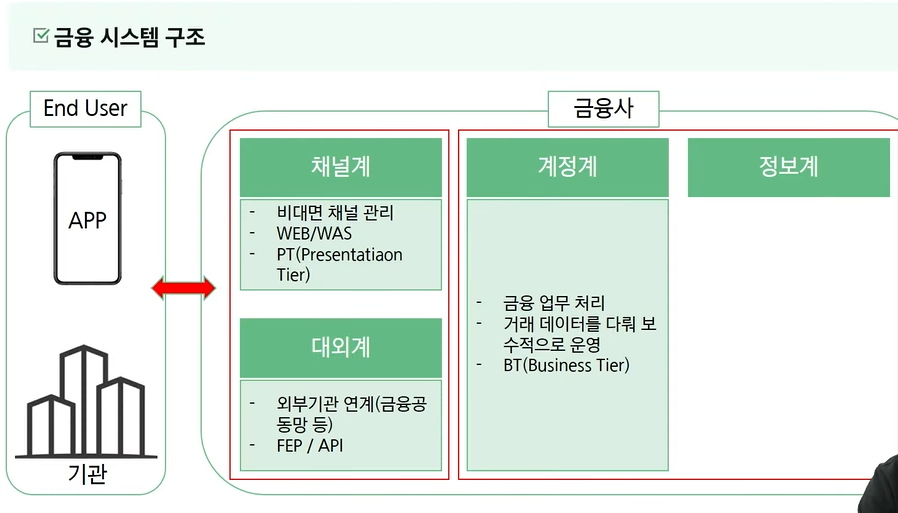 금융 시스템 구조
End User
APP
기관
금융사
채널계
- 비대면 채널 관리
- WEB/WAS
- PT(Presentatiaon
Tier)
대외계
- 외부기관 연계(금융공
동망 등)
- FEP / API
계정계
- 금융 업무 처리
- 거래 데이터를 다뤄 보
수적으로 운영
- BT(Business Tier)
정보계